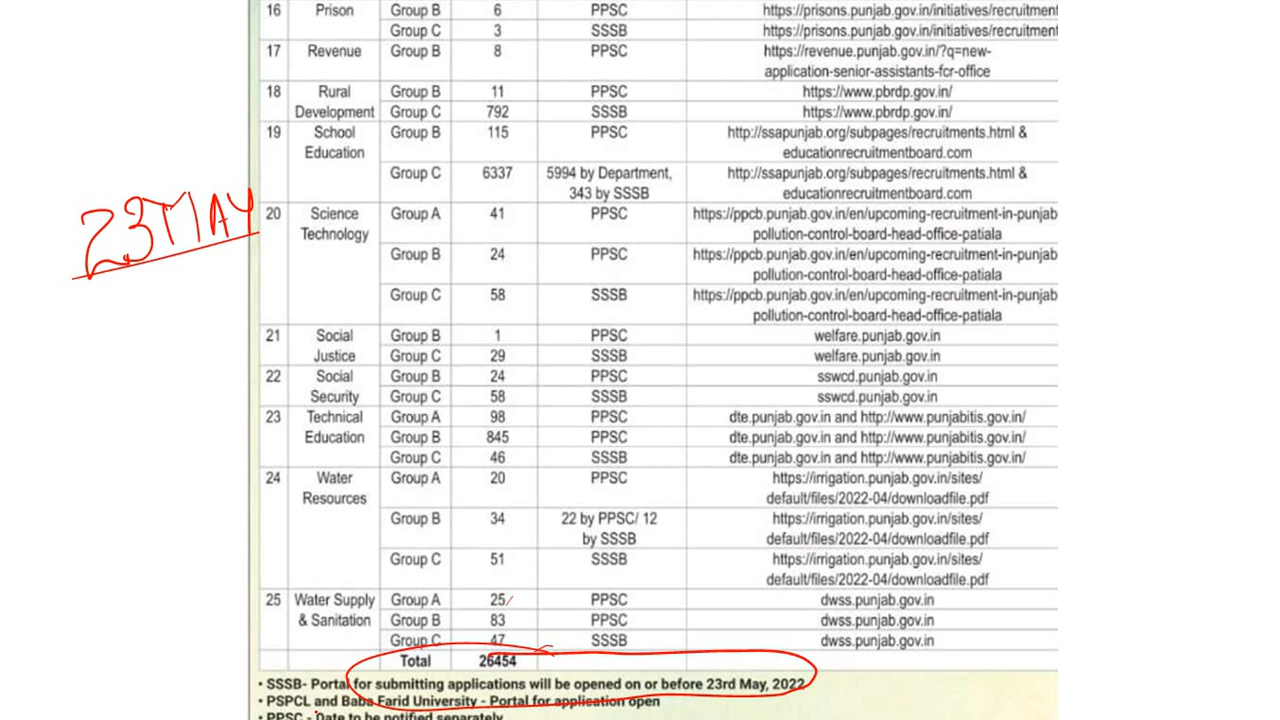 16 Prison Group B 6 PPSC https://prisons.punjab.gov.in/initiatives/recruitment
Group C 3 SSSB https://prisons.punjab.gov.in/initiatives/recruitment
17 Revenue Group B 8 PPSC https://revenue.punjab.gov.in/?q=new-
application-senior-assistants-fcr-office
18 Rural Group B 11 PPSC https://www.pbrdp.gov.in/
Development Group C 792 SSSB https://www.pbrdp.gov.in/
19 School Group B 115 PPSC http://ssapunjab.org/subpages/recruitments.html &
Education educationrecruitmentboard.com
Group C 6337 5994 by Department, http://ssapunjab.org/subpages/recruitments.html &
343 by SSSB educationrecruitmentboard.com
23 MAY
20 Science Group A 41 PPSC https://ppcb.punjab.gov.in/en/upcoming-recruitment-in-punjab
Technology pollution-control-board-head-office-patiala
Group B 24 PPSC https://ppcb.punjab.gov.in/en/upcoming-recruitment-in-punjab
pollution-control-board-head-office-patiala
Group C 58 SSSB https://ppcb.punjab.gov.in/en/upcoming-recruitment-in-punjab
pollution-control-board-head-office-patiala
21 Social Group B 1 PPSC welfare.punjab.gov.in
Justice Group C 29 SSSB welfare.punjab.gov.in
22 Social Group B 24 PPSC sswcd.punjab.gov.in
Security Group C 58 SSSB sswcd.punjab.gov.in
23 Technical Group A 98 PPSC dte.punjab.gov.in and http://www.punjabitis.gov.in/
Education Group B 845 PPSC dte.punjab.gov.in and http://www.punjabitis.gov.in/
Group C 46 SSSB dte.punjab.gov.in and http://www.punjabitis.gov.in/
24 Water Group A 20 PPSC https://irrigation.punjab.gov.in/sites/
Resources default/files/2022-04/downloadfile.pdf
Group B 34 22 by PPSC/ 12 https://irrigation.punjab.gov.in/sites/
by SSSB default/files/2022-04/downloadfile.pdf
Group C 51 SSSB https://irrigation.punjab.gov.in/sites/
default/files/2022-04/downloadfile.pdf
25 Water Supply Group A 25 PPSC dwss.punjab.gov.in
& Sanitation Group B 83 PPSC dwss.punjab.gov.in
Group C 47 SSSB dwss.punjab.gov.in
Total 26454
• SSSB- Portal for submitting applications will be opened on or before 23rd May, 2022
• PSPCL and Baba Farid University - Portal for application open
• PPSC - Date to be notified separately